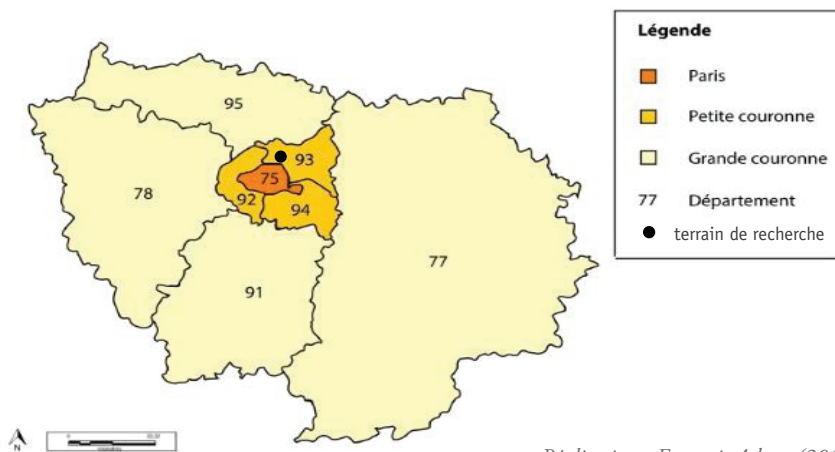 Légende
Paris
Petite couronne
Grande couronne
77 Département
terrain de recherche
95
93
75
78
92
94
91
77
N
0